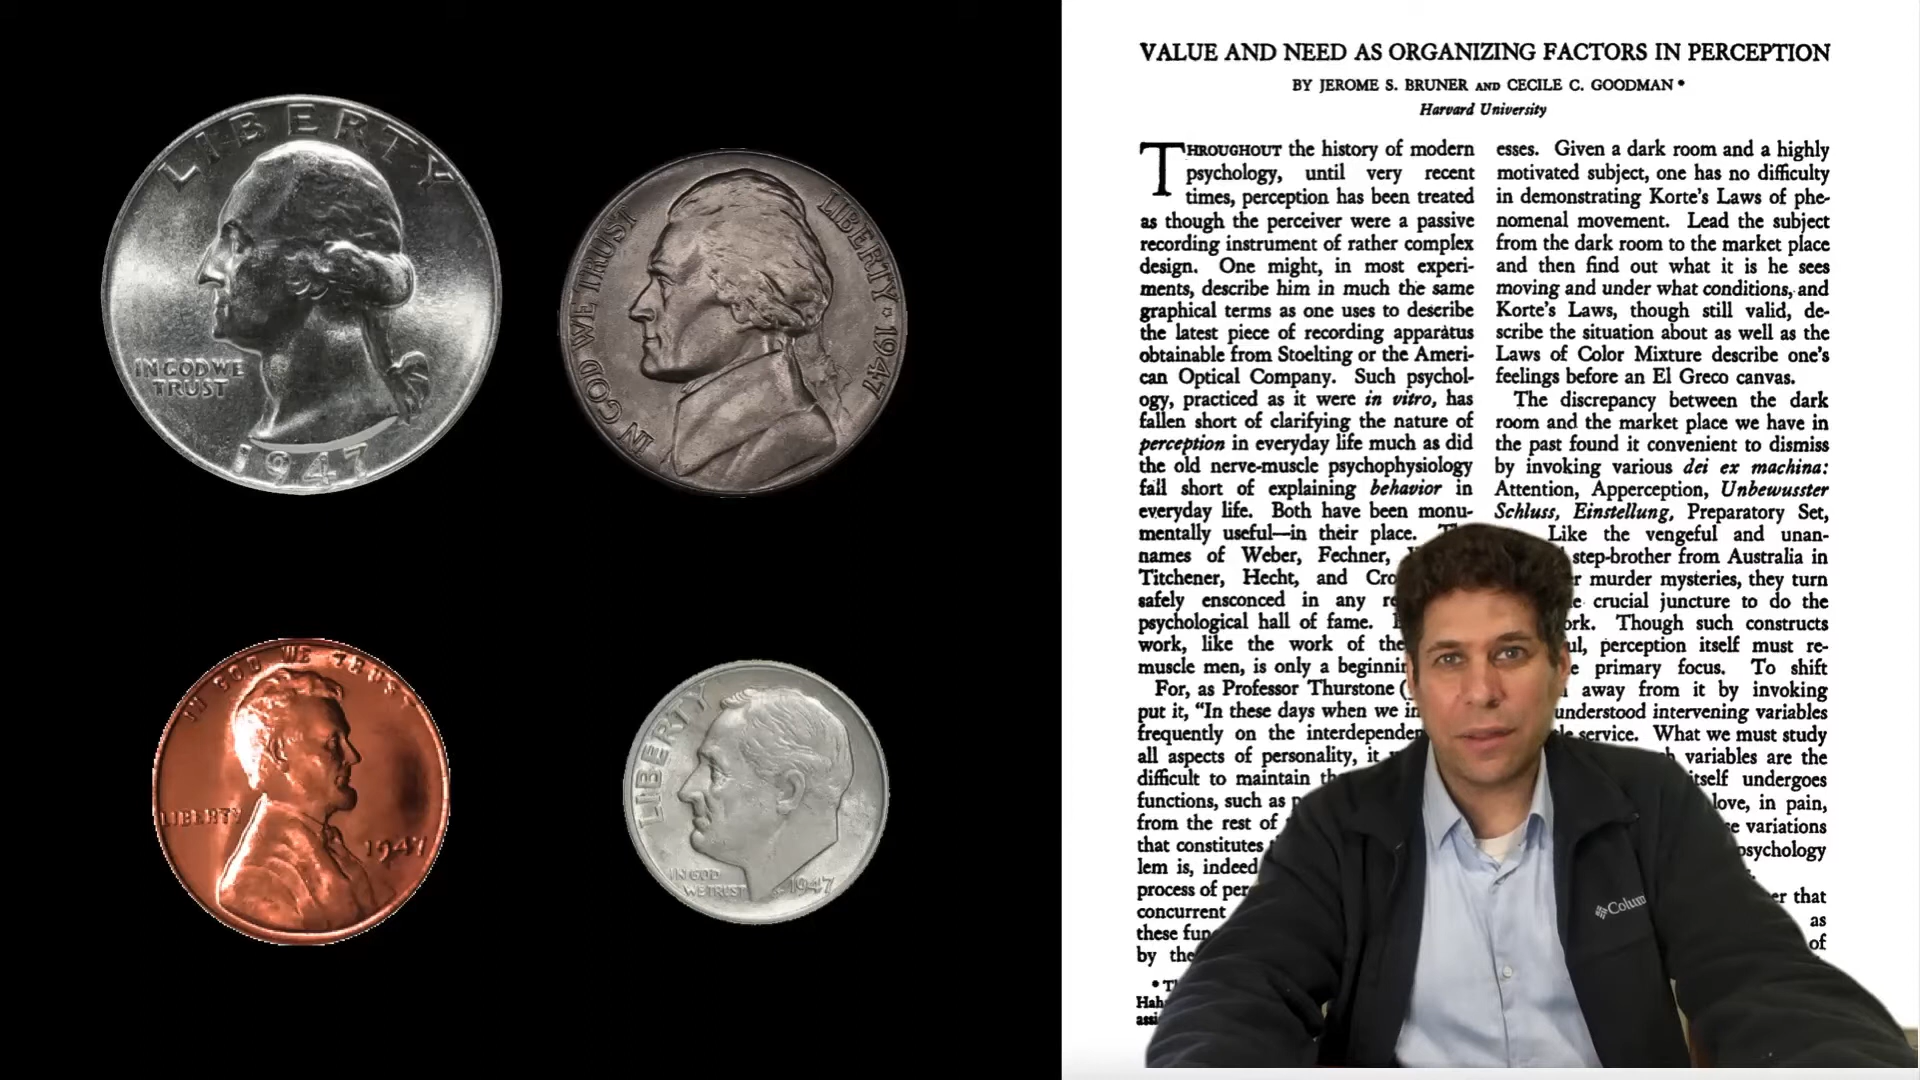 LIBERTY
IN GOD WE
TRUST
1947
IN GOD WE TRUST
LIBERTY · 1947
IN GOD WE TRUST
LIBERTY
1947
LIBERTY
IN GOD
WE TRUST
1947
VALUE AND NEED AS ORGANIZING FACTORS IN PERCEPTION
BY JEROME S. BRUNER AND CECILE C. GOODMAN *
Harvard University
THROUGHOUT the history of modern
psychology, until very recent
times, perception has been treated
as though the perceiver were a passive
recording instrument of rather complex
design. One might, in most experi-
ments, describe him in much the same
graphical terms as one uses to describe
the latest piece of recording apparatus
obtainable from Stoelting or the Ameri-
can Optical Company. Such psychol-
ogy, practiced as it were in vitro, has
fallen short of clarifying the nature of
perception in everyday life much as did
the old nerve-muscle psychophysiology
fall short of explaining behavior in
everyday life. Both have been monu-
mentally useful—in their place.
names of Weber, Fechner,
Titchener, Hecht, and
safely ensconced in any
psychological hall of fame.
work, like the work of the
muscle men, is only a
For, as Professor Thurstone (
put it, “In these days when we
frequently on the
all aspects of personality, it
difficult to maintain
functions, such as
from the rest of
that constitutes
lem is, indeed
process of
concurrent
these
by
*
esses. Given a dark room and a highly
motivated subject, one has no difficulty
in demonstrating Korte's Laws of phe-
nomenal movement. Lead the subject
from the dark room to the market place
and then find out what it is he sees
moving and under what conditions, and
Korte's Laws, though still valid, de-
scribe the situation about as well as the
Laws of Color Mixture describe one's
feelings before an El Greco canvas.
The discrepancy between the dark
room and the market place we have in
the past found it convenient to dismiss
by invoking various dei ex machina:
Attention, Apperception, Unbewusster
Schluss, Einstellung, Preparatory Set,
Like the vengeful and unan-
step-brother from Australia in
murder mysteries, they turn
crucial juncture to do the
Though such constructs
perception itself must re-
primary focus. To shift
away from it by invoking
understood intervening variables
service. What we must study
variables are the
itself undergoes
love, in pain,
variations
psychology
that
as
of
Colum